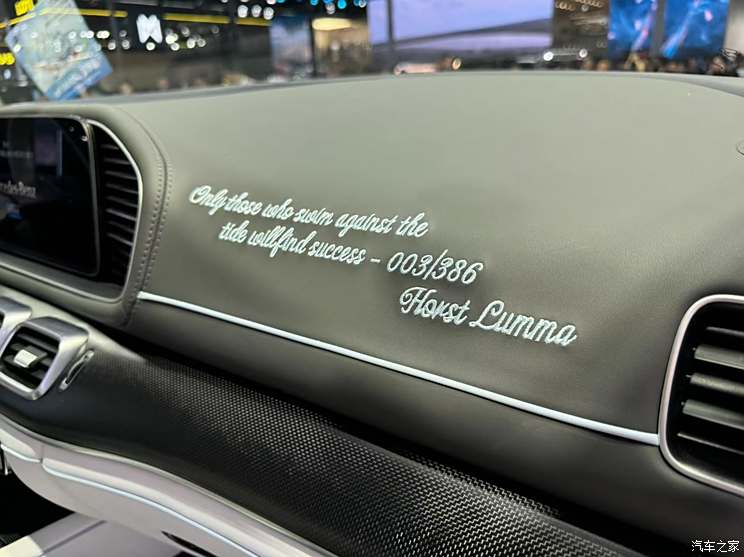 Only those who swim against the
tide willfind success - 003/386
Horst Lumma
汽车之家